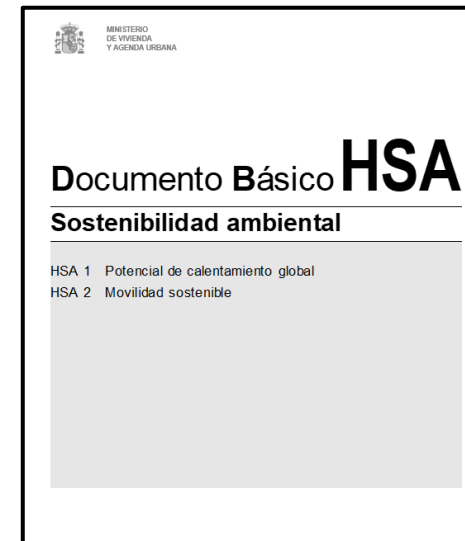 MINISTERIO
DE VIVIENDA
Y AGENDA URBANA
Documento Básico HSA
Sostenibilidad ambiental
HSA 1 Potencial de calentamiento global
HSA 2 Movilidad sostenible